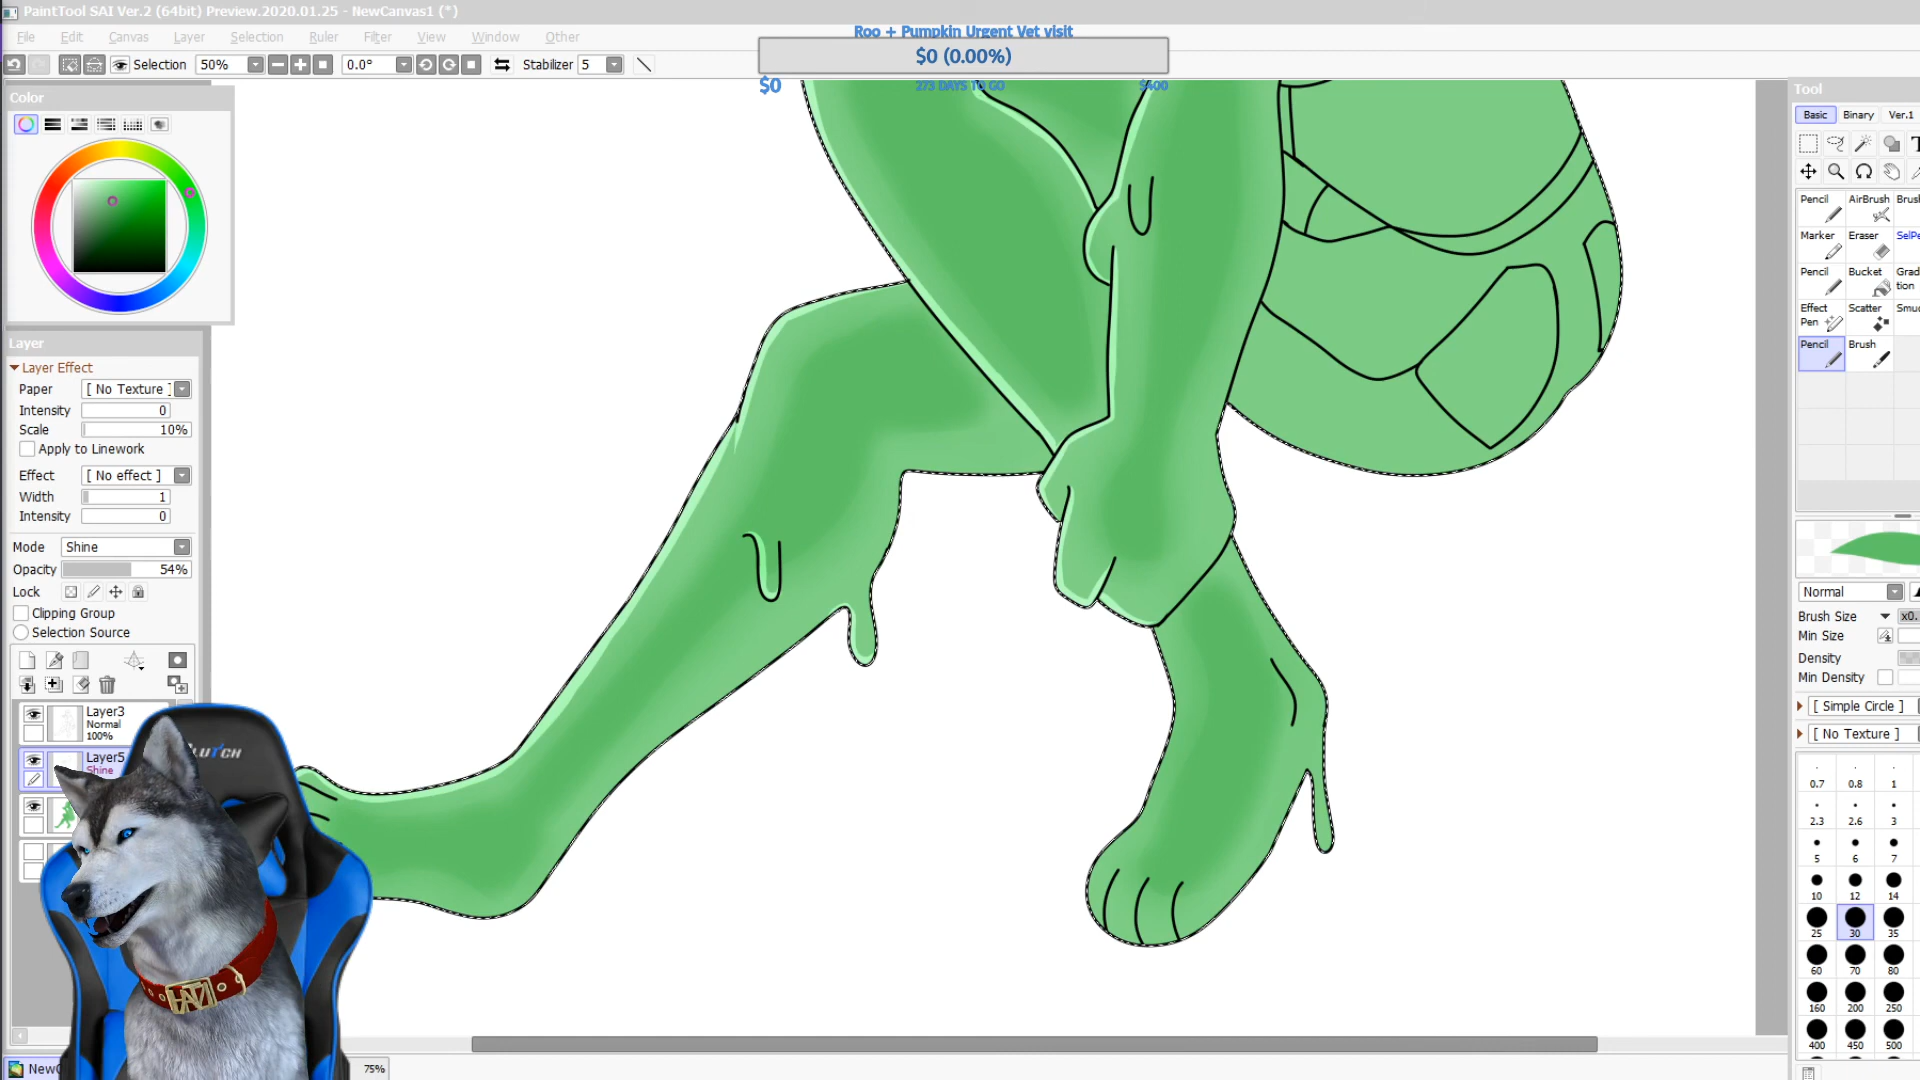 PaintTool SAI Ver.2 (64bit) Preview.2020.01.25 - NewCanvas1 (*)
File Edit Canvas Layer Selection Ruler Filter View Window Other
Roo + Pumpkin Urgent Vet visit
$0 (0.00%)
$0 273 DAYS TO GO $400
Selection 50% 0.0° Stabilizer 5
Color
Layer
Layer Effect
Paper [ No Texture ]
Intensity 0
Scale 10%
Apply to Linework
Effect [ No effect ]
Width 1
Intensity 0
Mode Shine
Opacity 54%
Lock
Clipping Group
Selection Source
Layer3
Normal
100%
Layer5
Shine
75%
Tool
Basic Binary Ver.1
Pencil AirBrush
Marker Eraser
Pencil Bucket
Effect Pen Scatter
Pencil Brush
Normal
Brush Size x0.
Min Size
Density
Min Density
[ Simple Circle ]
[ No Texture ]
0.7 0.8 1
2.3 2.6 3
5 6 7
10 12 14
25 30 35
60 70 80
160 200 250
400 450 500